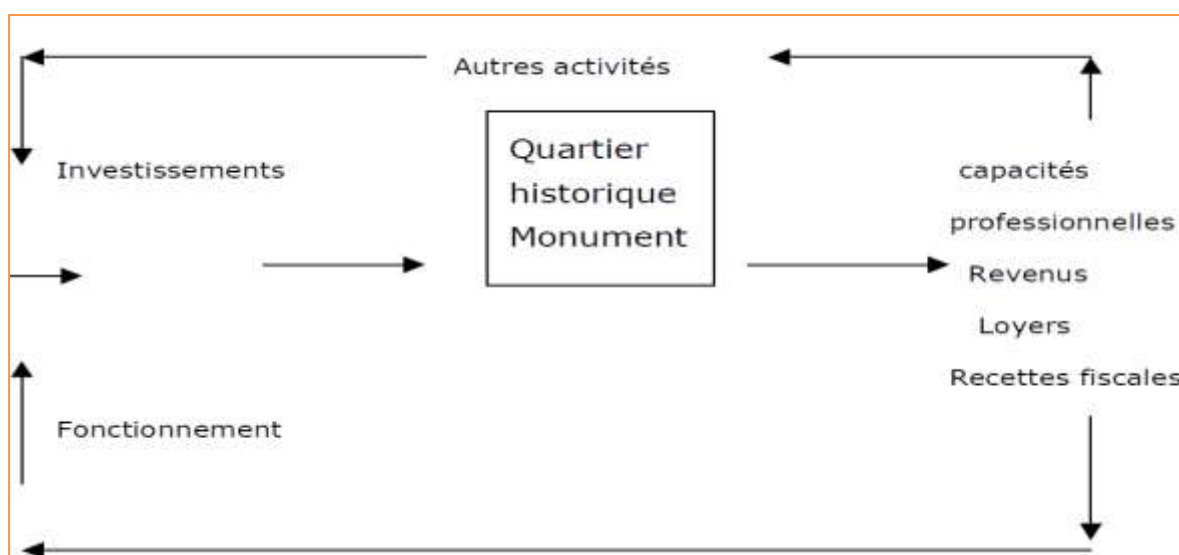 Autres activités
Quartier
historique
Monument
Investissements
capacités
professionnelles
Revenus
Loyers
Recettes fiscales
Fonctionnement